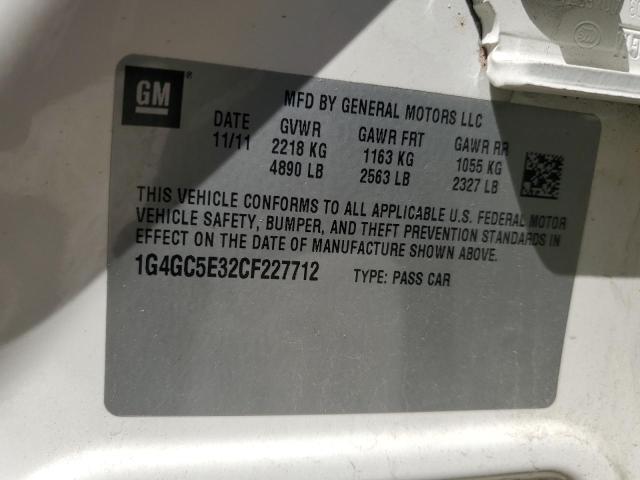 GM
MFD BY GENERAL MOTORS LLC
DATE GVWR GAWR FRT GAWR RR
11/11 2218 KG 1163 KG 1055 KG
4890 LB 2563 LB 2327 LB
THIS VEHICLE CONFORMS TO ALL APPLICABLE U.S. FEDERAL MOTOR
VEHICLE SAFETY, BUMPER, AND THEFT PREVENTION STANDARDS IN
EFFECT ON THE DATE OF MANUFACTURE SHOWN ABOVE.
1G4GC5E32CF227712 TYPE: PASS CAR